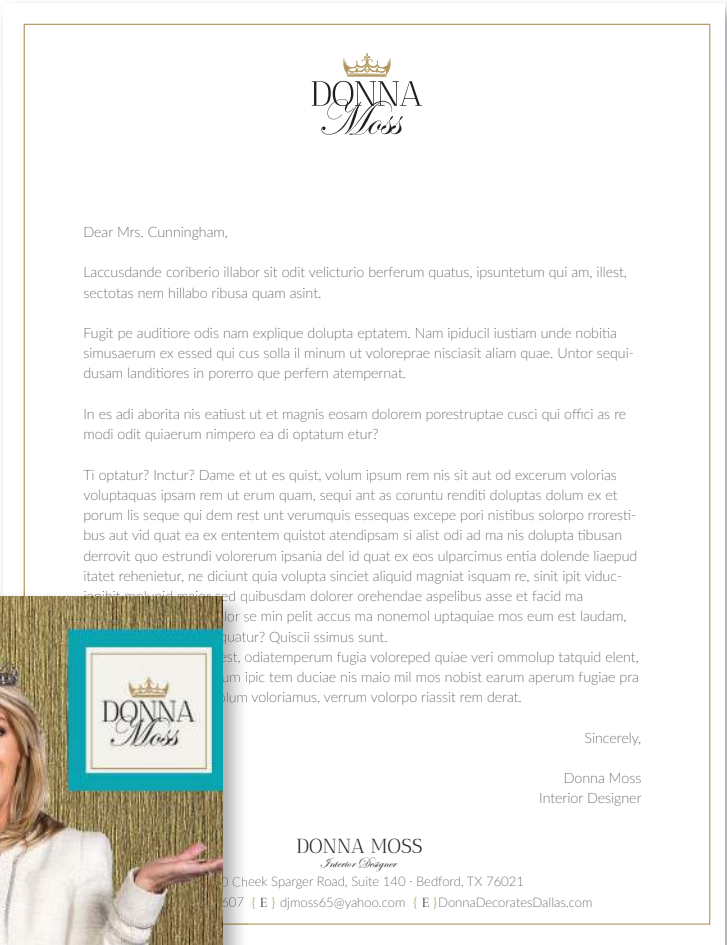 DONNA
Moss
Dear Mrs. Cunningham,
Laccusdande coriberio illabor sit odit velicturio berferum quatus, ipsuntetum qui am, illest,
sectotas nem hillabo ribusa quam asint.
Fugit pe auditiore odis nam explique dolupta eptatem. Nam ipiducil iustiam unde nobitia
simusaerum ex essed qui cus solla il minum ut voloreprae nisciasit aliam quae. Untor sequi-
dusam landitiores in porerro que perfern atempernat.
In es adi aborita nis eatiust ut et magnis eosam dolorem porestruptae cusci qui offici as re
modi odit quiaerum nimpero ea di optatum etur?
Ti optatur? Inctur? Dame et ut es quist, volum ipsum rem nis sit aut od excerum volorias
voluptaquas ipsam rem ut erum quam, sequi ant as coruntu renditi doluptas dolum ex et
porum lis seque qui dem rest unt verumquis essequas excepe pori nistibus solorpo rroresti-
bus aut vid quat ea ex ententem quistot atendipsam si alist odi ad ma nis dolupta tibusan
derrovit quo estrundi volorerum ipsania del id quat ex eos ulparcimus entia dolende liaepud
itatet rehenietur, ne diciunt quia volupta sinciet aliquid magniat isquam re, sinit ipit viduc-
sed quibusdam dolorer orehendae aspelibus asse et facid ma
se min pelit accus ma nonemol uptaquiae mos eum est laudam,
quatur? Quiscii ssimus sunt.
est, odiatemperum fugia voloreped quiae veri ommolup tatquid elent,
um ipic tem duciae nis maio mil mos nobist earum aperum fugiae pra
voloriamus, verrum volorpo riassit rem derat.
Sincerely,
Donna Moss
Interior Designer
DONNA
Moss
DONNA MOSS
Interior Designer
Cheek Sparger Road, Suite 140 · Bedford, TX 76021
607 { E } djmoss65@yahoo.com { E }DonnaDecoratesDallas.com